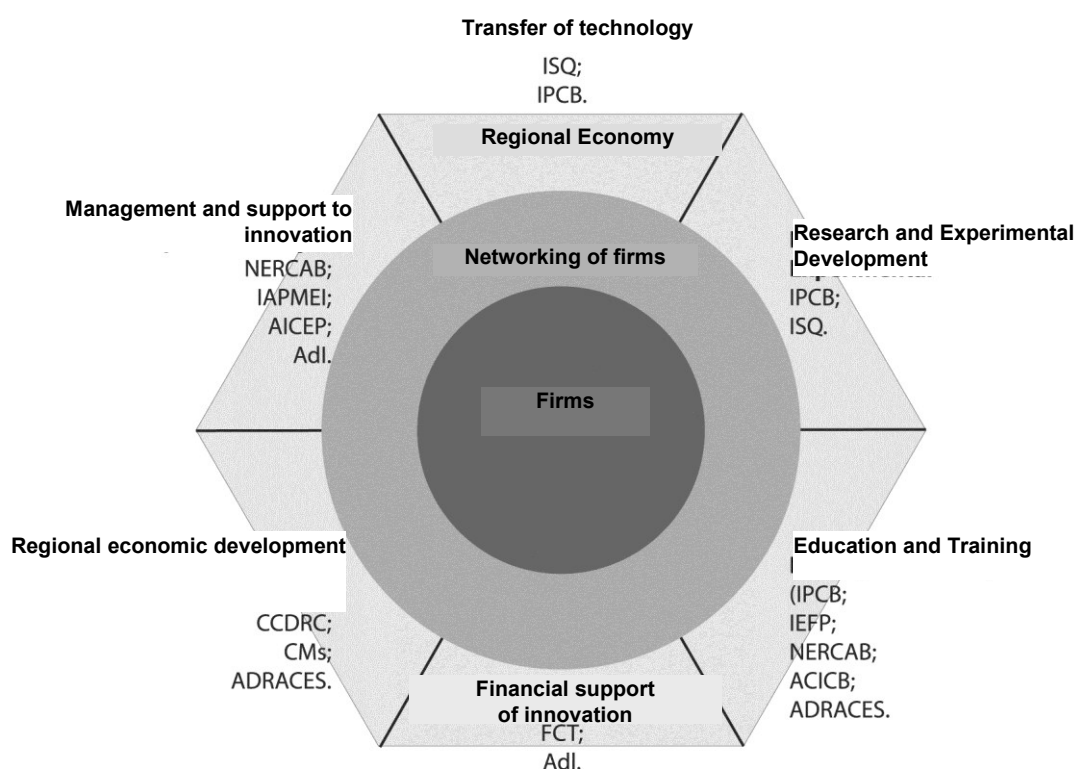 Transfer of technology
ISQ;
IPCB.
Regional Economy
Management and support to
innovation
NERCAB;
IAPMEI;
AICEP;
AdI.
Networking of firms
Research and Experimental
Development
IPCB;
ISQ.
Firms
Regional economic development
CCDRC;
CMs;
ADRACES.
Education and Training
(IPCB;
IEFP;
NERCAB;
ACICB;
ADRACES.
Financial support
of innovation
FCT;
AdI.